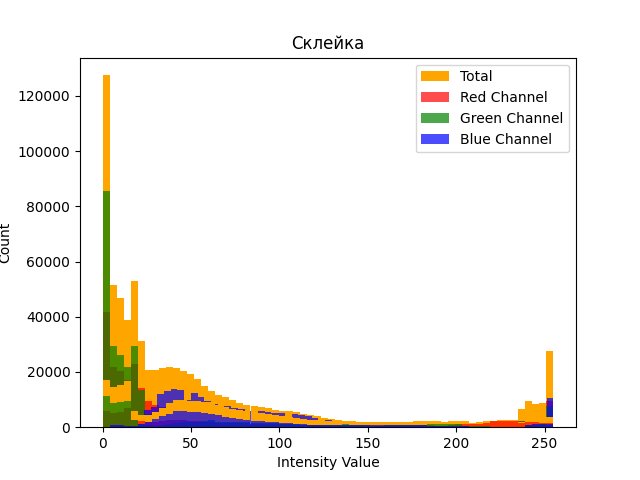 Склейка
Total
Red Channel
Green Channel
Blue Channel
120000
100000
80000
60000
40000
20000
0
Count
0 50 100 150 200 250
Intensity Value